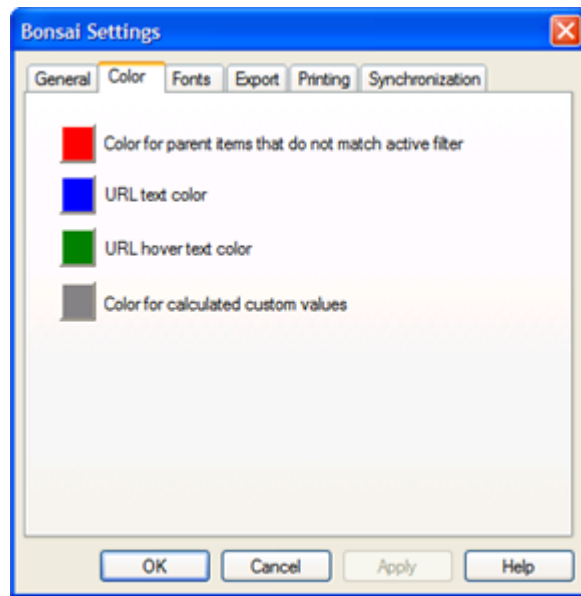 Bonsai Settings
General Color Fonts Export Printing Synchronization
Color for parent items that do not match active filter
URL text color
URL hover text color
Color for calculated custom values
OK Cancel Apply Help